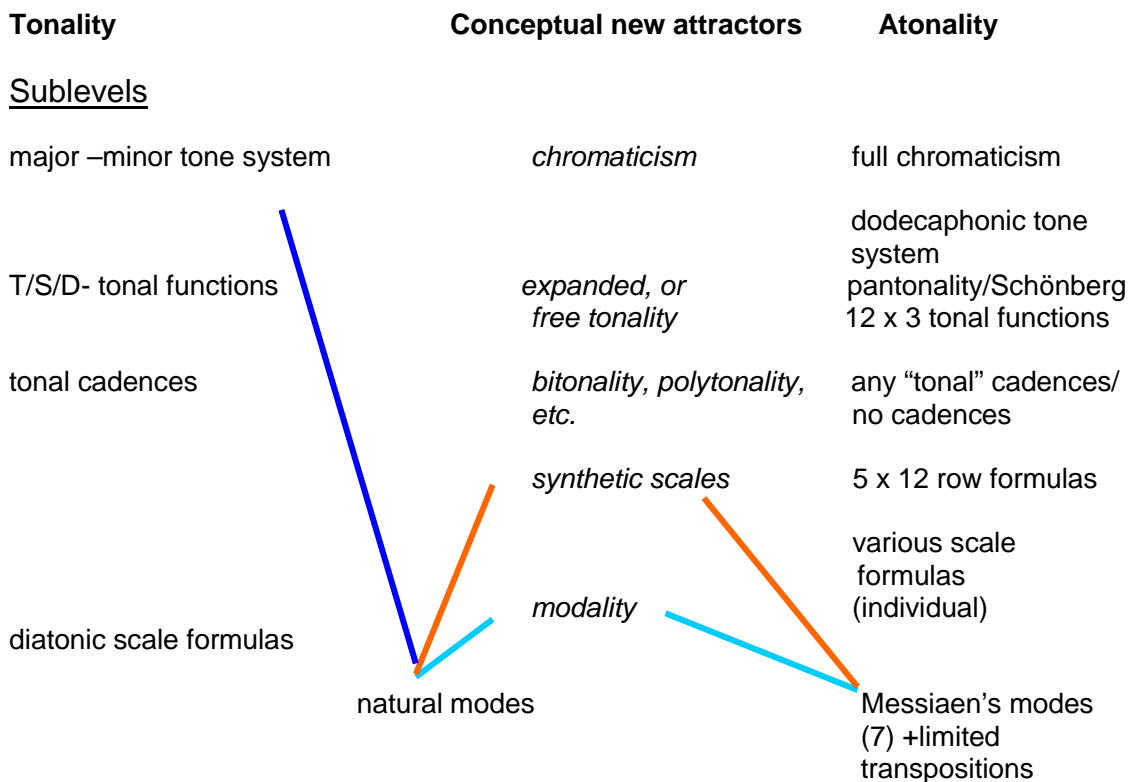 Tonality Conceptual new attractors Atonality
Sublevels
major –minor tone system chromaticism full chromaticism
dodecaphonic tone
system
T/S/D- tonal functions expanded, or pantonality/Schönberg
free tonality 12 x 3 tonal functions
tonal cadences bitonality, polytonality, any “tonal” cadences/
etc. no cadences
synthetic scales 5 x 12 row formulas
various scale
formulas
modality (individual)
diatonic scale formulas
natural modes Messiaen’s modes
(7) +limited
transpositions